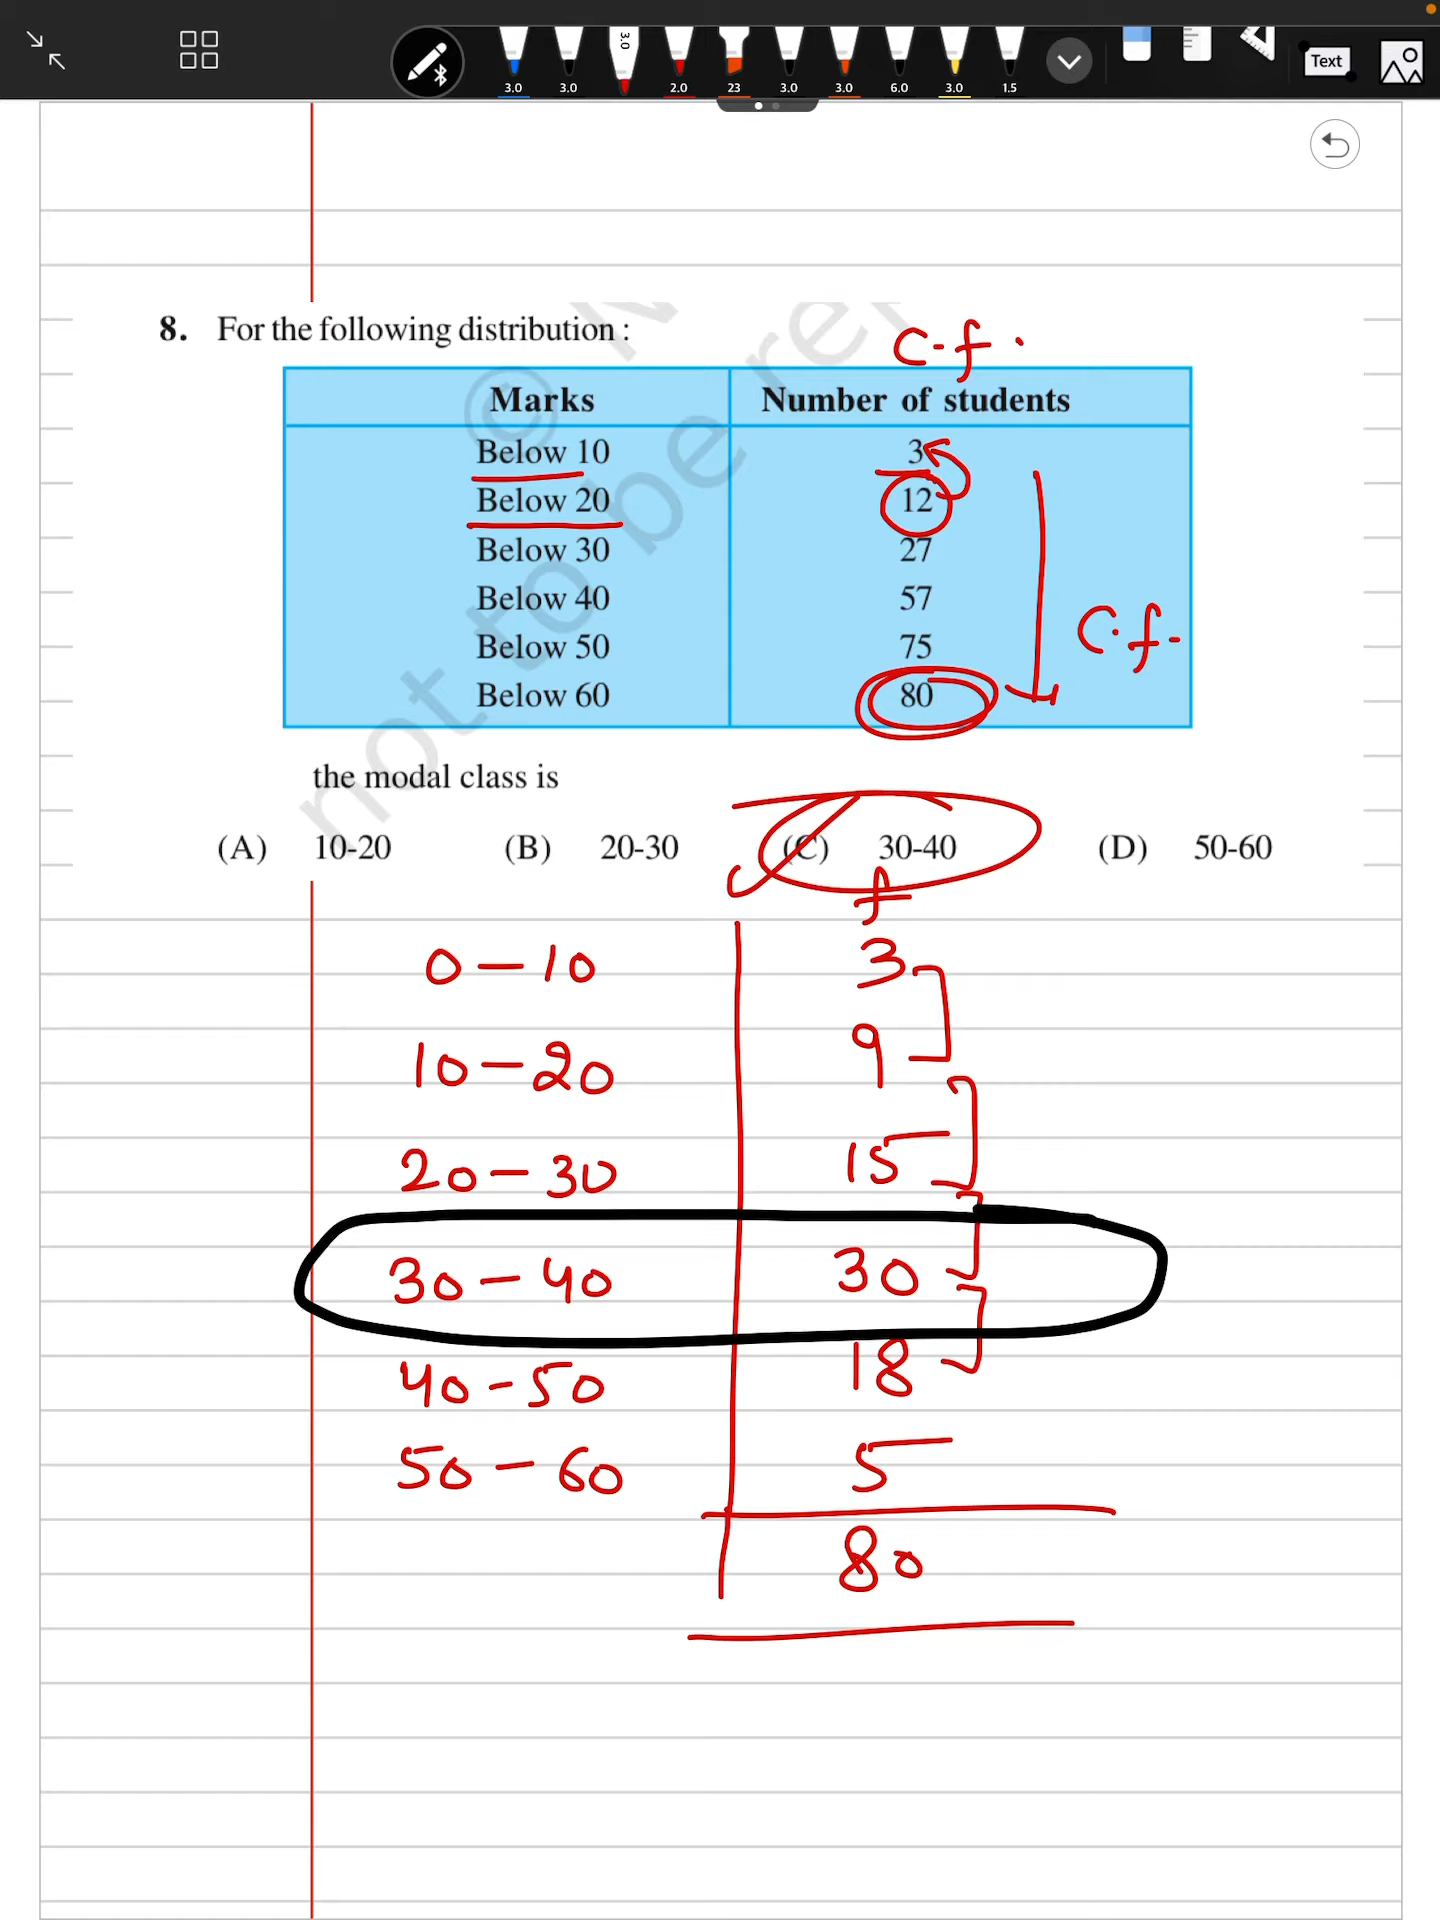 3.0 3.0 3.0 2.0 23 3.0 3.0 6.0 3.0 1.5 Text
8. For the following distribution :
C.f.
Marks Number of students
Below 10 3
Below 20 12
Below 30 27
Below 40 57
C.f.
Below 50 75
Below 60 80
the modal class is
(A) 10-20 (B) 20-30 (C) 30-40 (D) 50-60
f
0-10 3
10-20 9
20-30 15
30-40 30
40-50 18
50-60 5
80
© not to be re